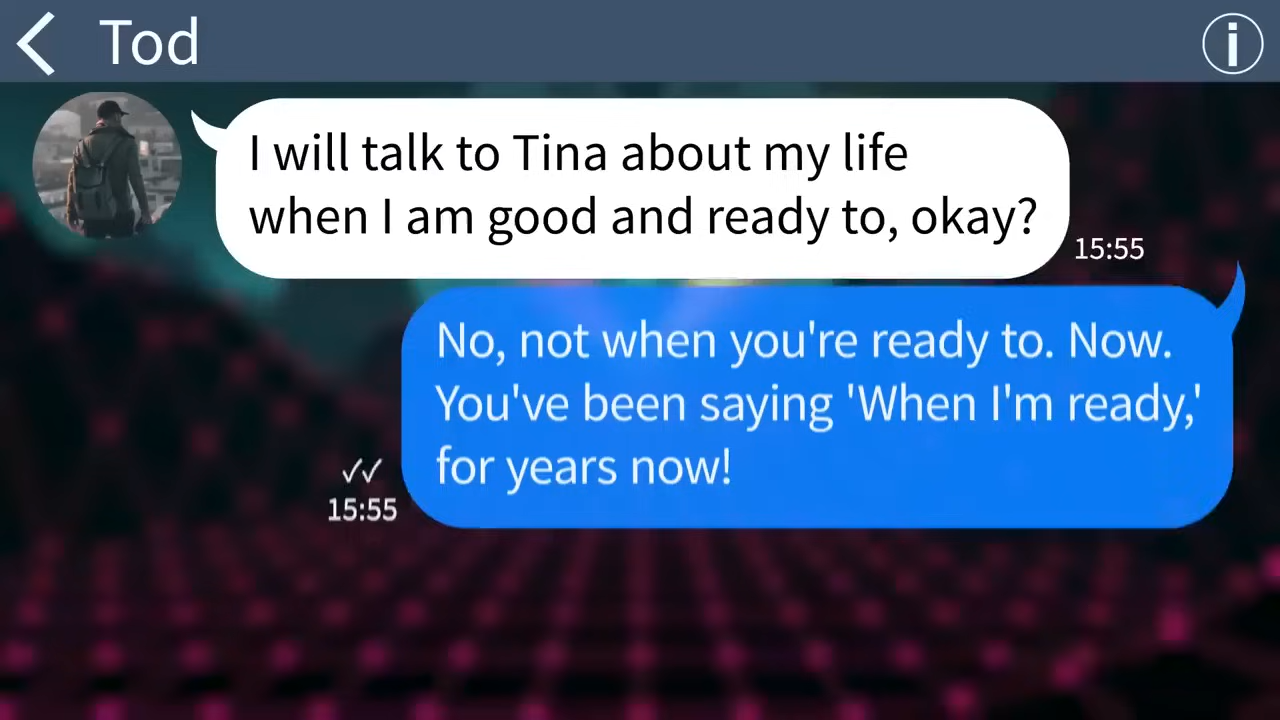 Tod
I will talk to Tina about my life
when I am good and ready to, okay?
15:55
No, not when you're ready to. Now.
You've been saying 'When I'm ready,'
for years now!
15:55